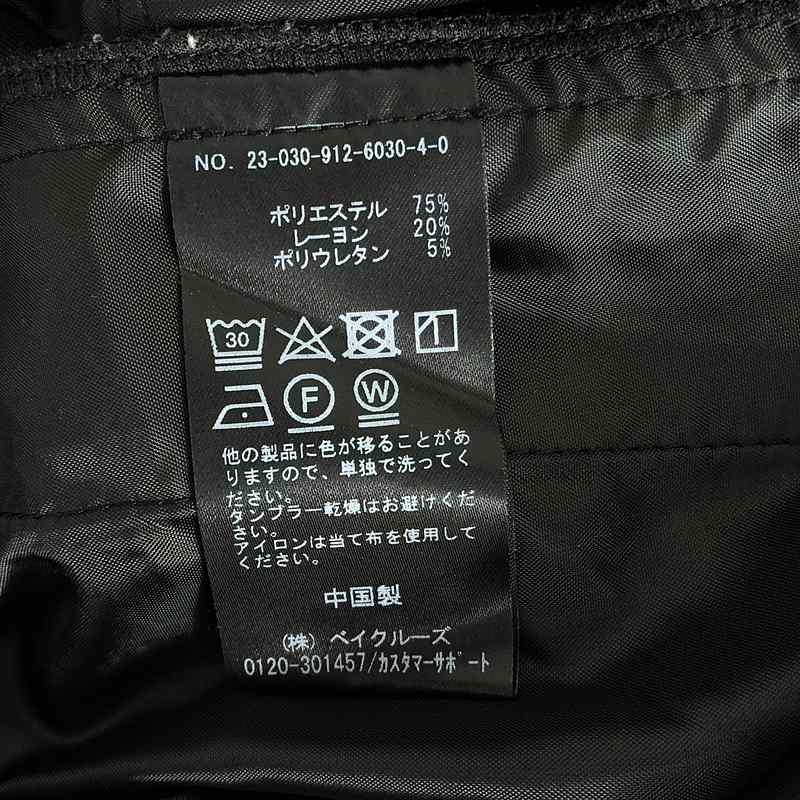 NO. 23-030-912-6030-4-0
ポリエステル 75%
レーヨン 20%
ポリウレタン 5%
30
F W
他の製品に色が移ることがあ
りますので、単独で洗ってく
ださい。
タンブラー乾燥はお避けくだ
さい。
アイロンは当て布を使用して
ください。
中国製
(株) ベイクルーズ
0120-301457/カスタマーサポート